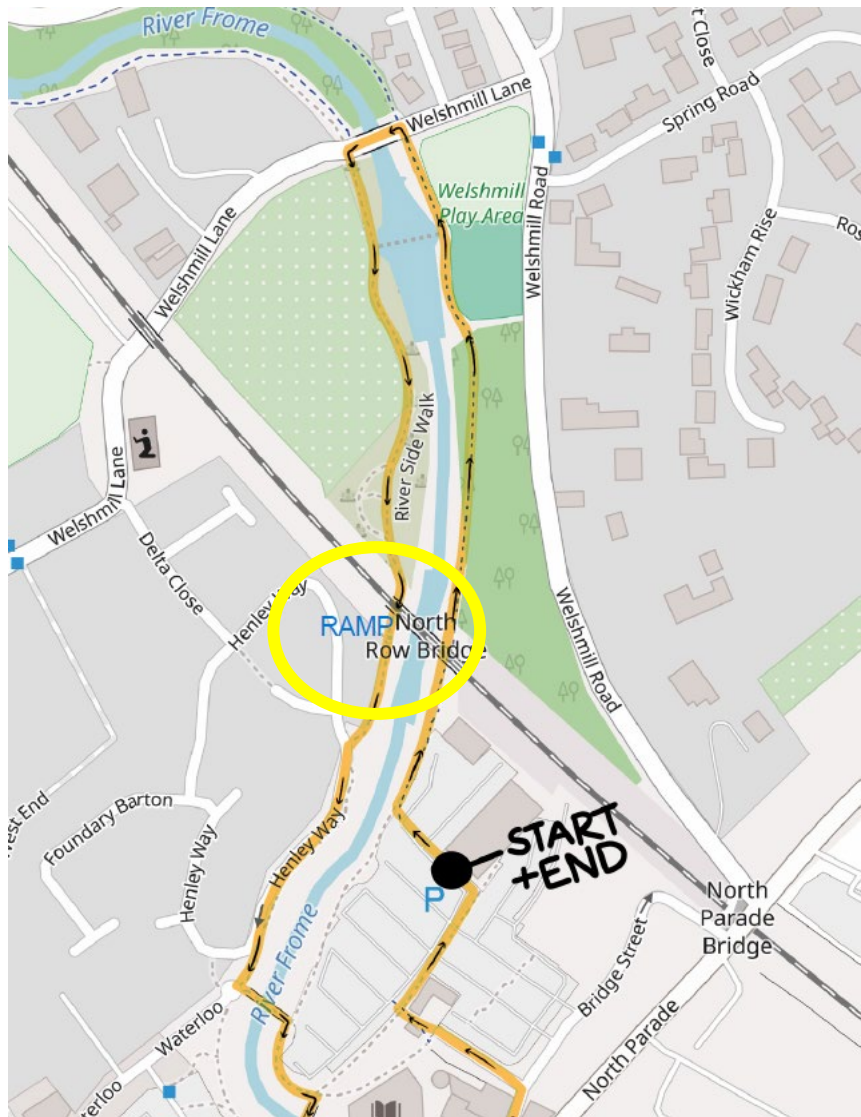 River Frome
Welshmill Lane
t Close
Spring Road
Welshmill
Play Area
Welshmill Road
Wickham Rise
Ros
Welshmill Lane
River Side Walk
Welshmill Lane
Delta Close
Henley Way
RAMP
North
Row Bridge
Welshmill Road
West End
Foundary Barton
Henley Way
Henley Way
START
+END
P
North
Parade
Bridge
River Frome
Bridge Street
Waterloo
North Parade
terloo